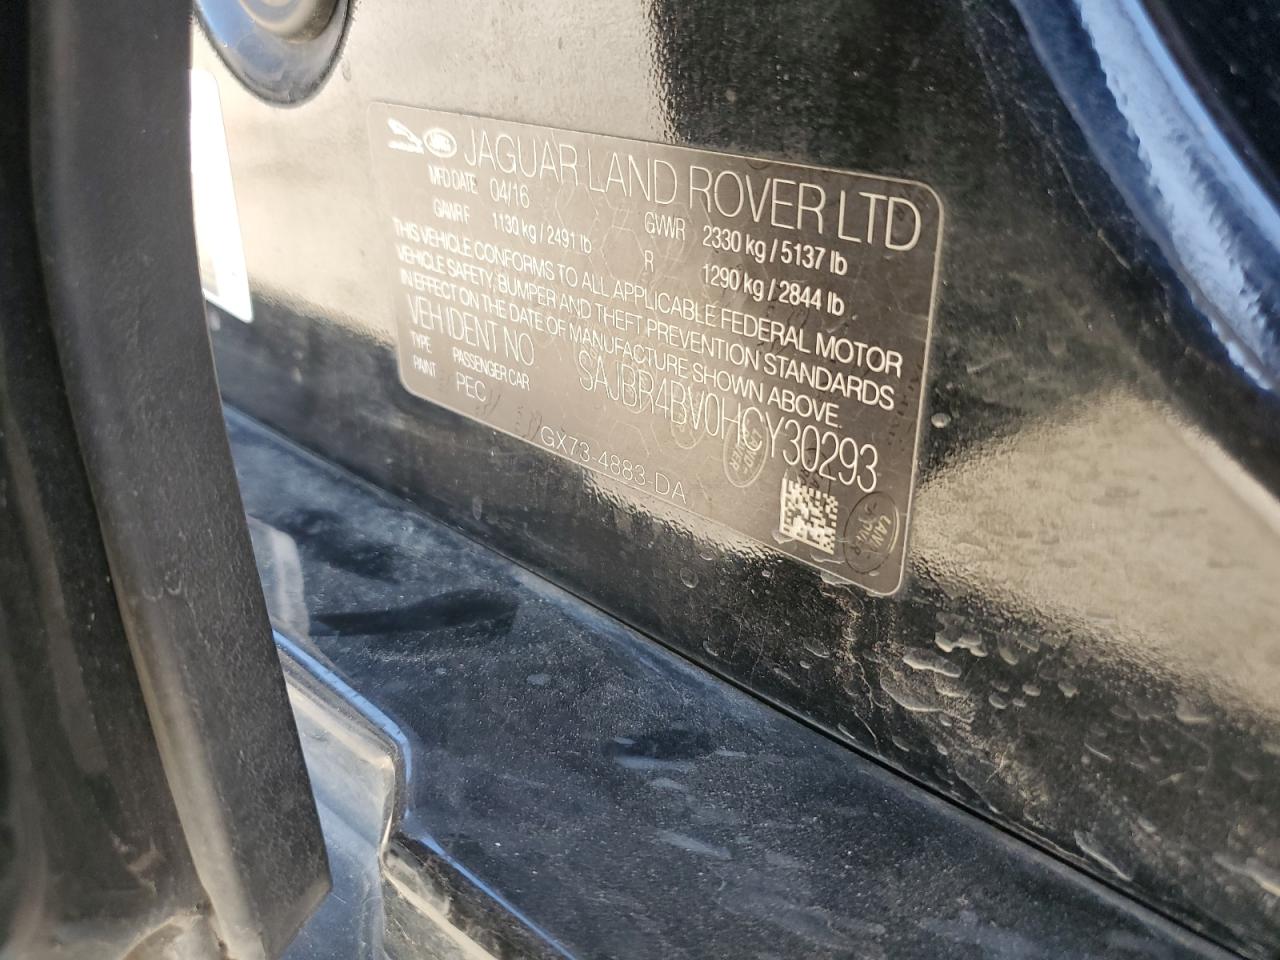 JAGUAR LAND ROVER LTD
MFD DATE 04/16 GVWR 2330 kg / 5137 lb
GAWR F 1130 kg / 2491 lb R 1290 kg / 2844 lb
THIS VEHICLE CONFORMS TO ALL APPLICABLE FEDERAL MOTOR
VEHICLE SAFETY, BUMPER AND THEFT PREVENTION STANDARDS
IN EFFECT ON THE DATE OF MANUFACTURE SHOWN ABOVE.
VEH IDENT NO SAJBR4BV0HCY30293
TYPE PASSENGER CAR
PAINT PEC
GX73-4883-DA